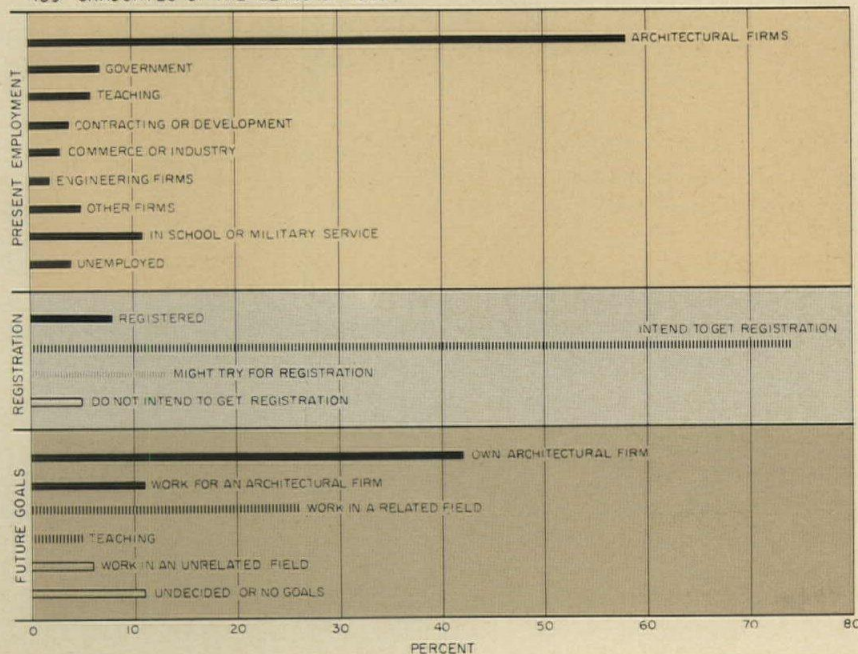 PRESENT EMPLOYMENT
ARCHITECTURAL FIRMS
GOVERNMENT
TEACHING
CONTRACTING OR DEVELOPMENT
COMMERCE OR INDUSTRY
ENGINEERING FIRMS
OTHER FIRMS
IN SCHOOL OR MILITARY SERVICE
UNEMPLOYED
REGISTRATION
REGISTERED
INTEND TO GET REGISTRATION
MIGHT TRY FOR REGISTRATION
DO NOT INTEND TO GET REGISTRATION
FUTURE GOALS
OWN ARCHITECTURAL FIRM
WORK FOR AN ARCHITECTURAL FIRM
WORK IN A RELATED FIELD
TEACHING
WORK IN AN UNRELATED FIELD
UNDECIDED OR NO GOALS
0 10 20 30 40 50 60 70 80
PERCENT